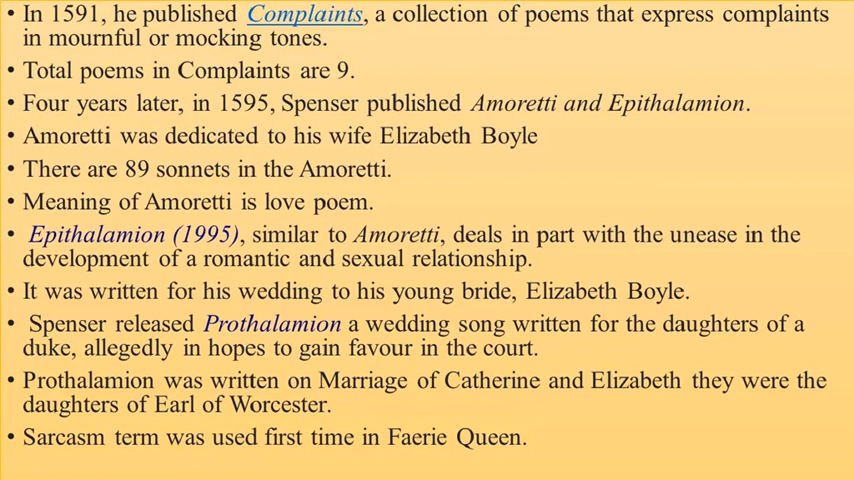 • In 1591, he published Complaints, a collection of poems that express complaints
in mournful or mocking tones.
• Total poems in Complaints are 9.
• Four years later, in 1595, Spenser published Amoretti and Epithalamion.
• Amoretti was dedicated to his wife Elizabeth Boyle
• There are 89 sonnets in the Amoretti.
• Meaning of Amoretti is love poem.
• Epithalamion (1995), similar to Amoretti, deals in part with the unease in the
development of a romantic and sexual relationship.
• It was written for his wedding to his young bride, Elizabeth Boyle.
• Spenser released Prothalamion a wedding song written for the daughters of a
duke, allegedly in hopes to gain favour in the court.
• Prothalamion was written on Marriage of Catherine and Elizabeth they were the
daughters of Earl of Worcester.
• Sarcasm term was used first time in Faerie Queen.